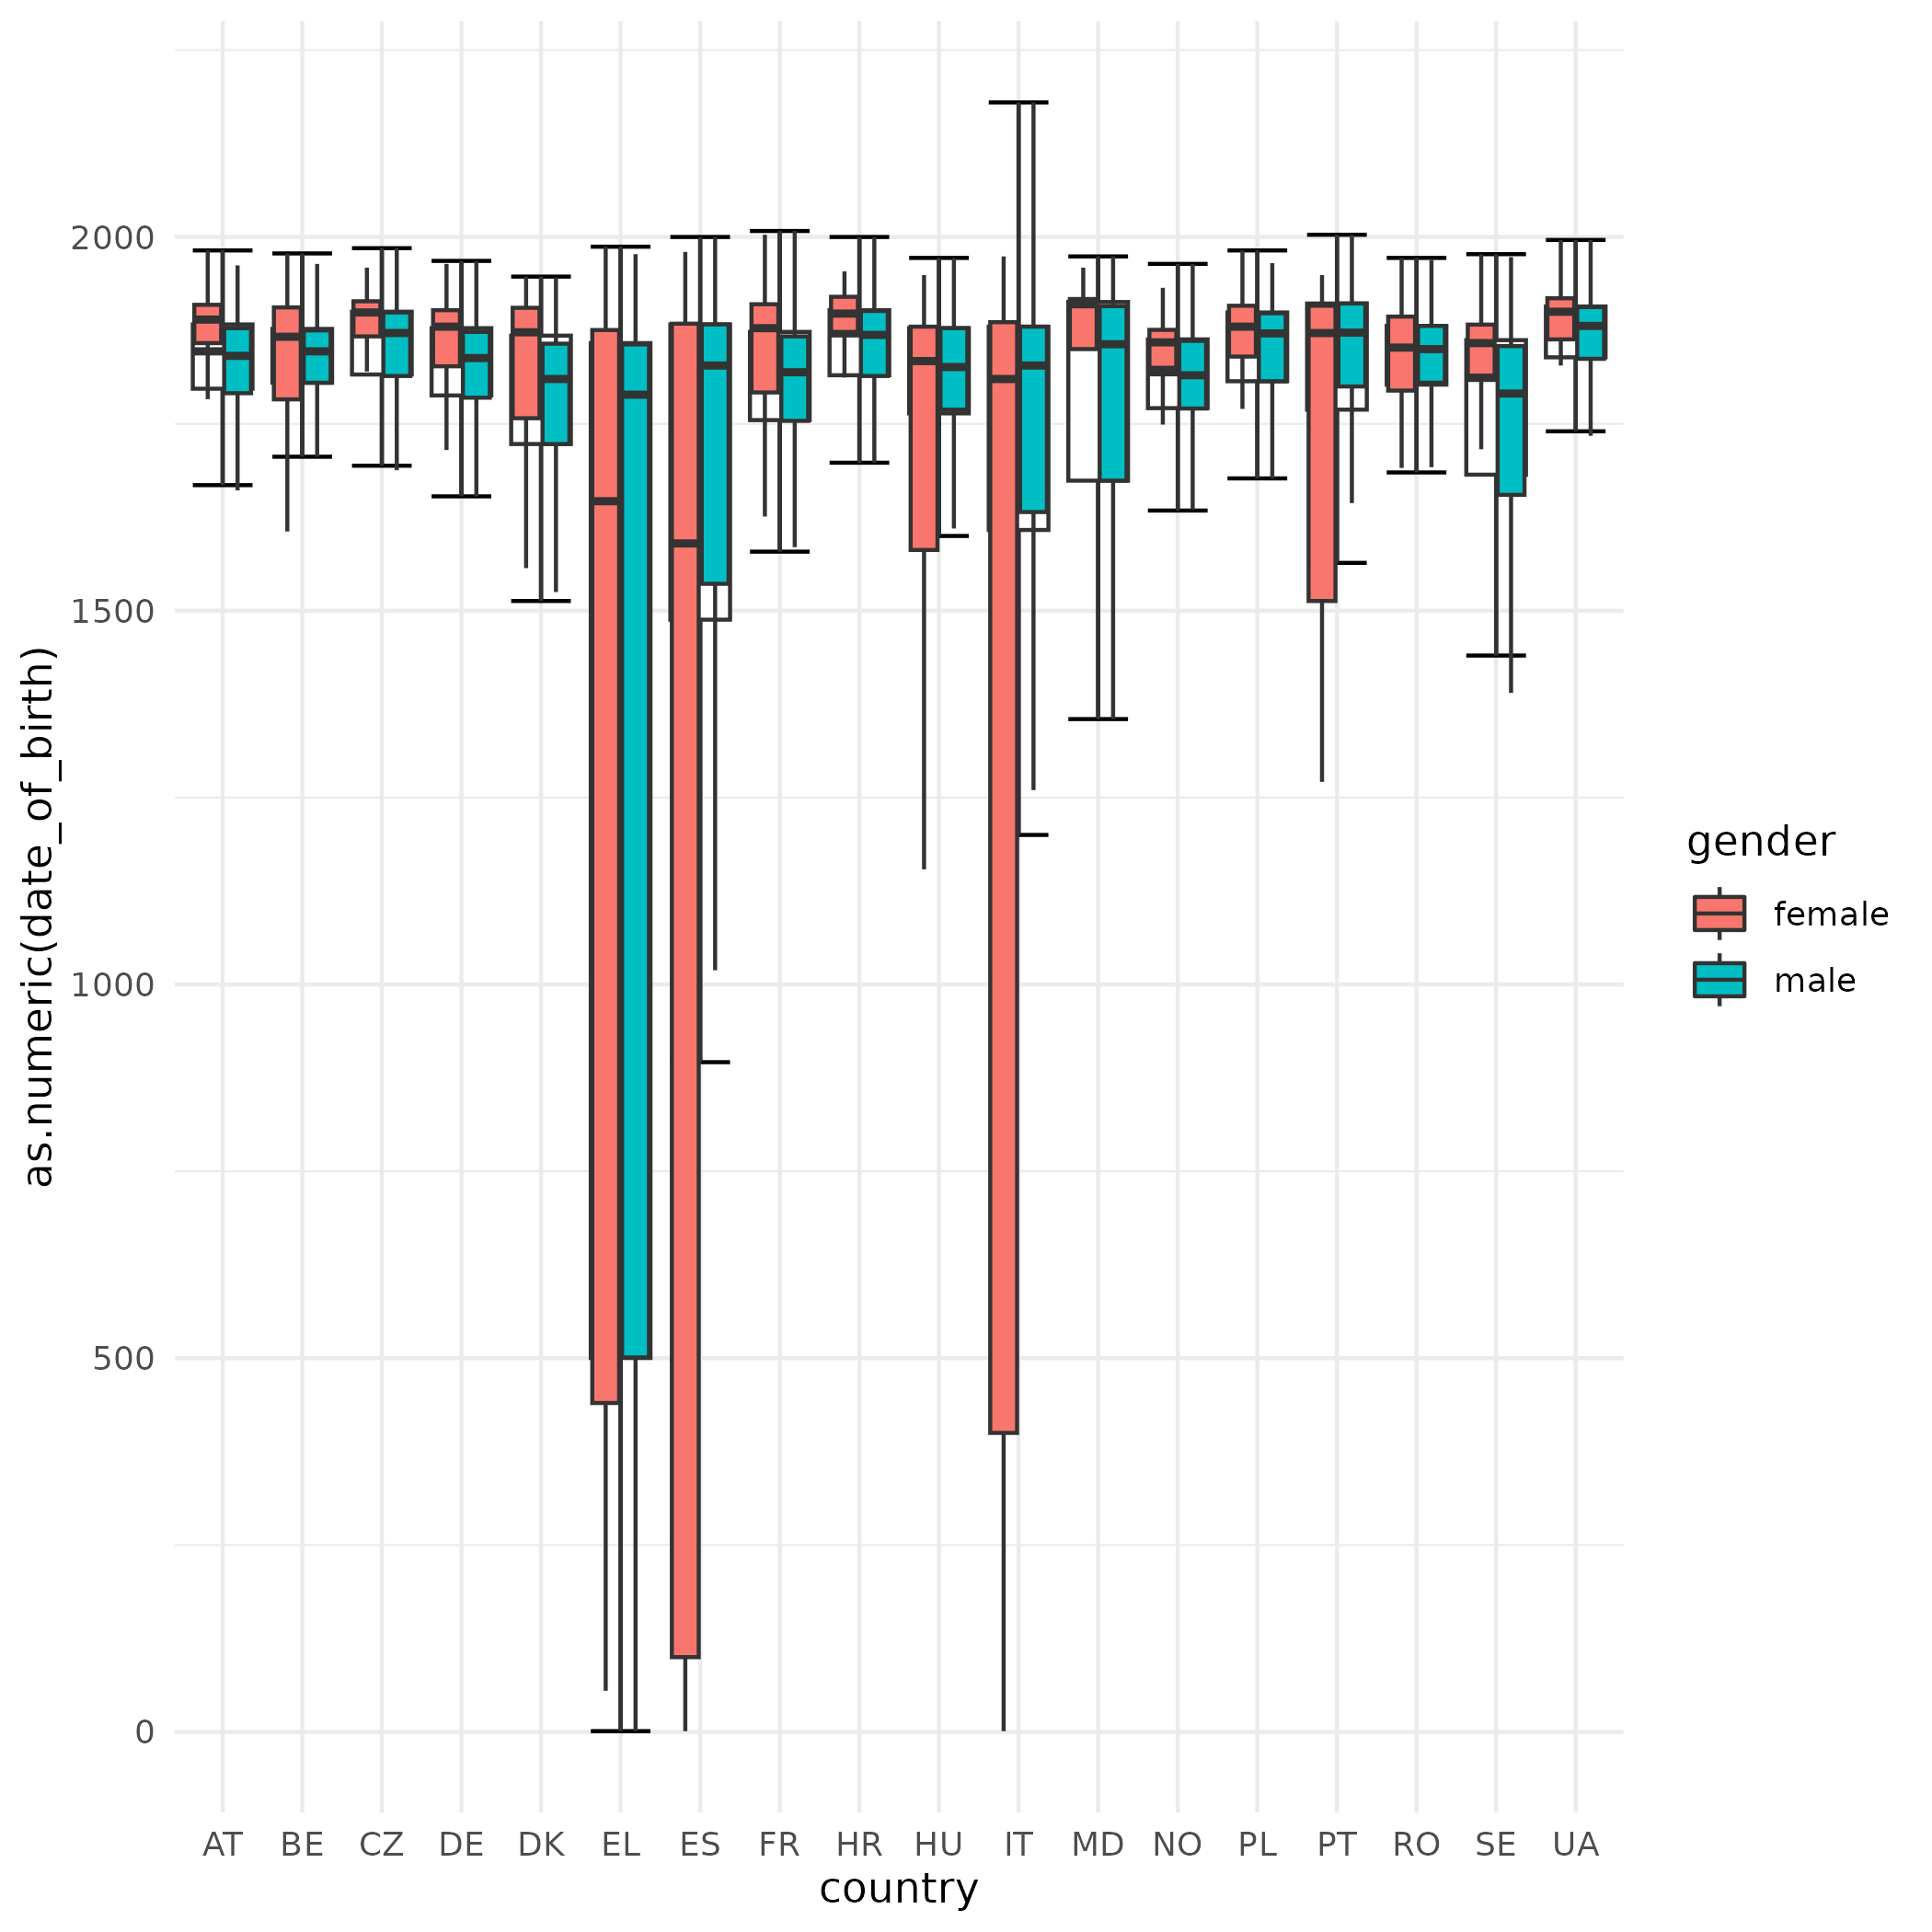 2000
1500
1000
500
0
as.numeric(date_of_birth)
AT BE CZ DE DK EL ES FR HR HU IT MD NO PL PT RO SE UA
country
gender
female
male